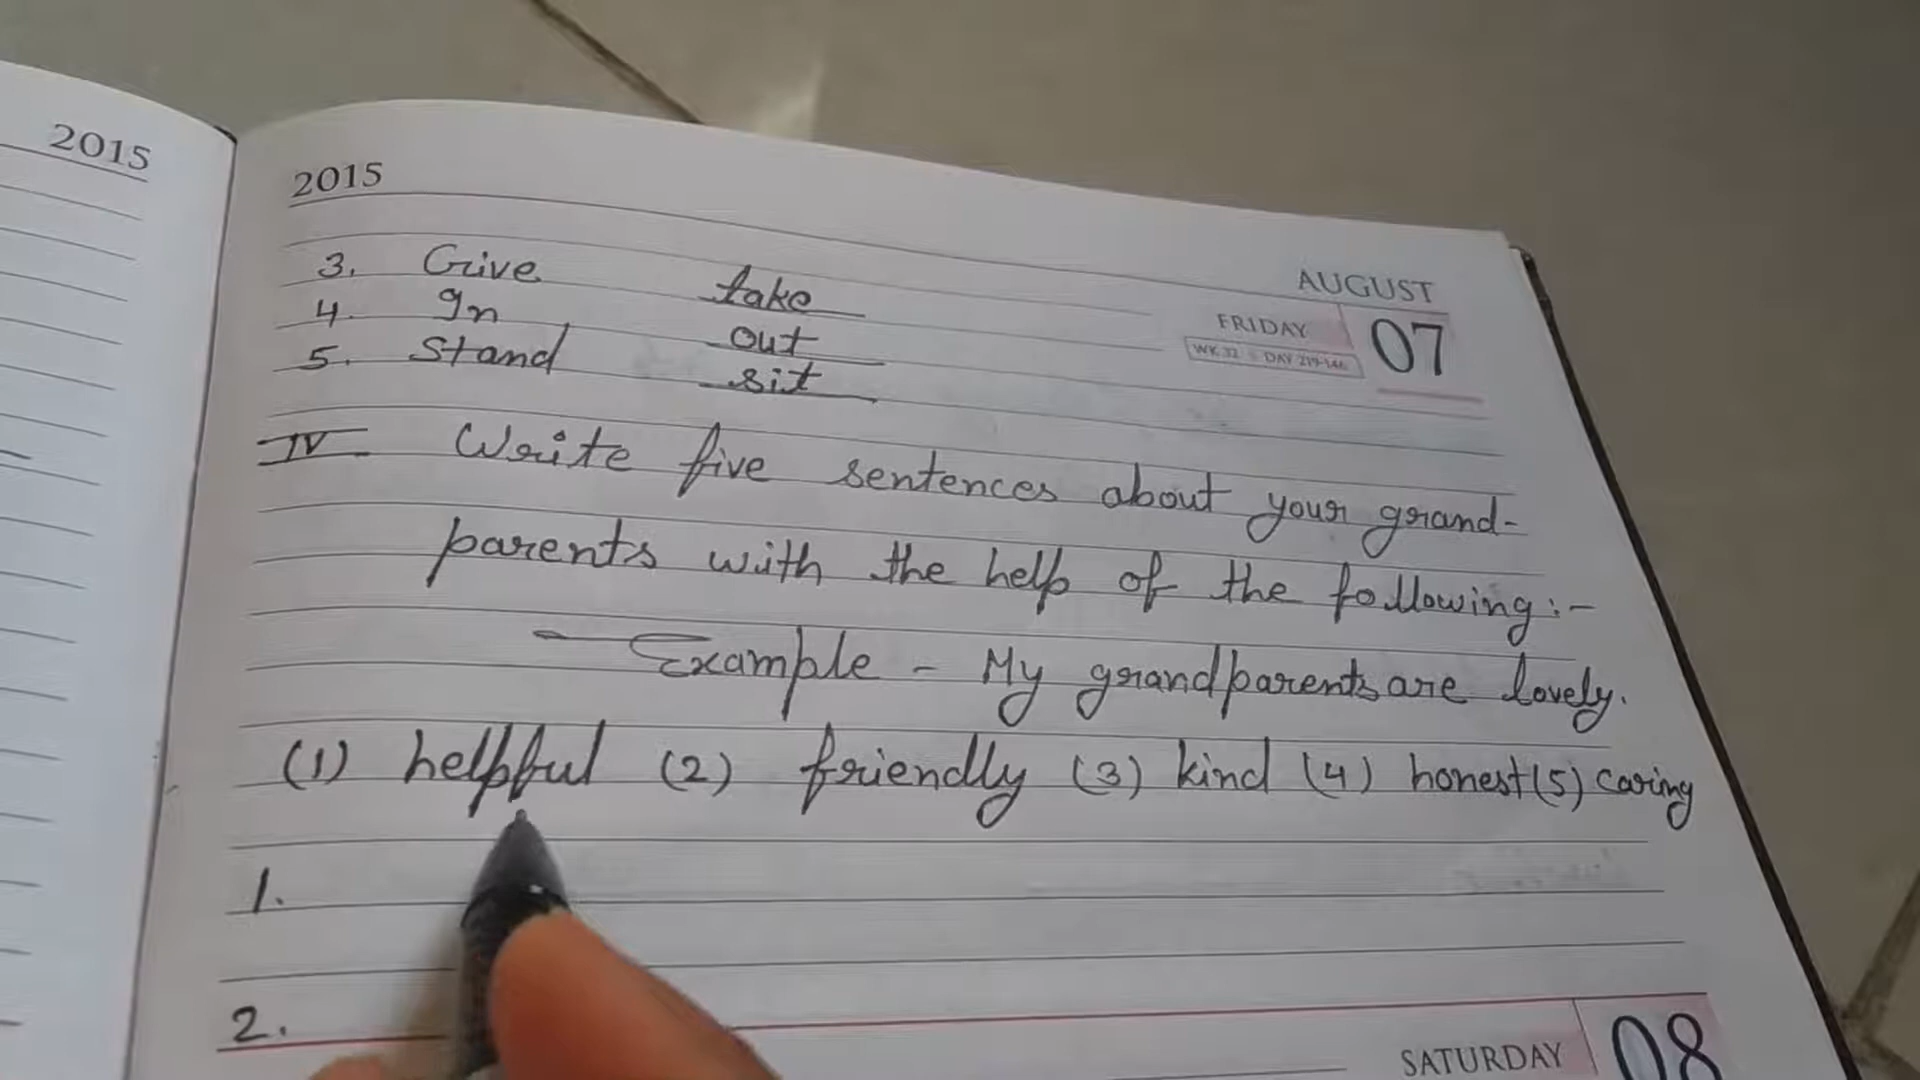 2015
2015
AUGUST
FRIDAY
07
3. Give take
4. In out
5. Stand sit
IV Write five sentences about your grand-
parents with the help of the following:-
Example - My grandparents are lovely.
(1) helpful (2) friendly (3) kind (4) honest (5) caring
1.
2.
SATURDAY 08